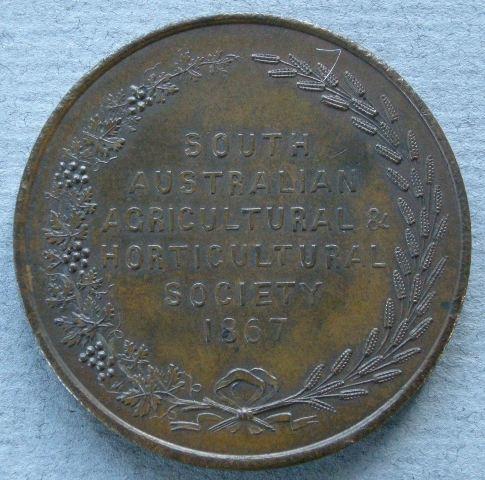 SOUTH
AUSTRALIAN
AGRICULTURAL &
HORTICULTURAL
SOCIETY
1867